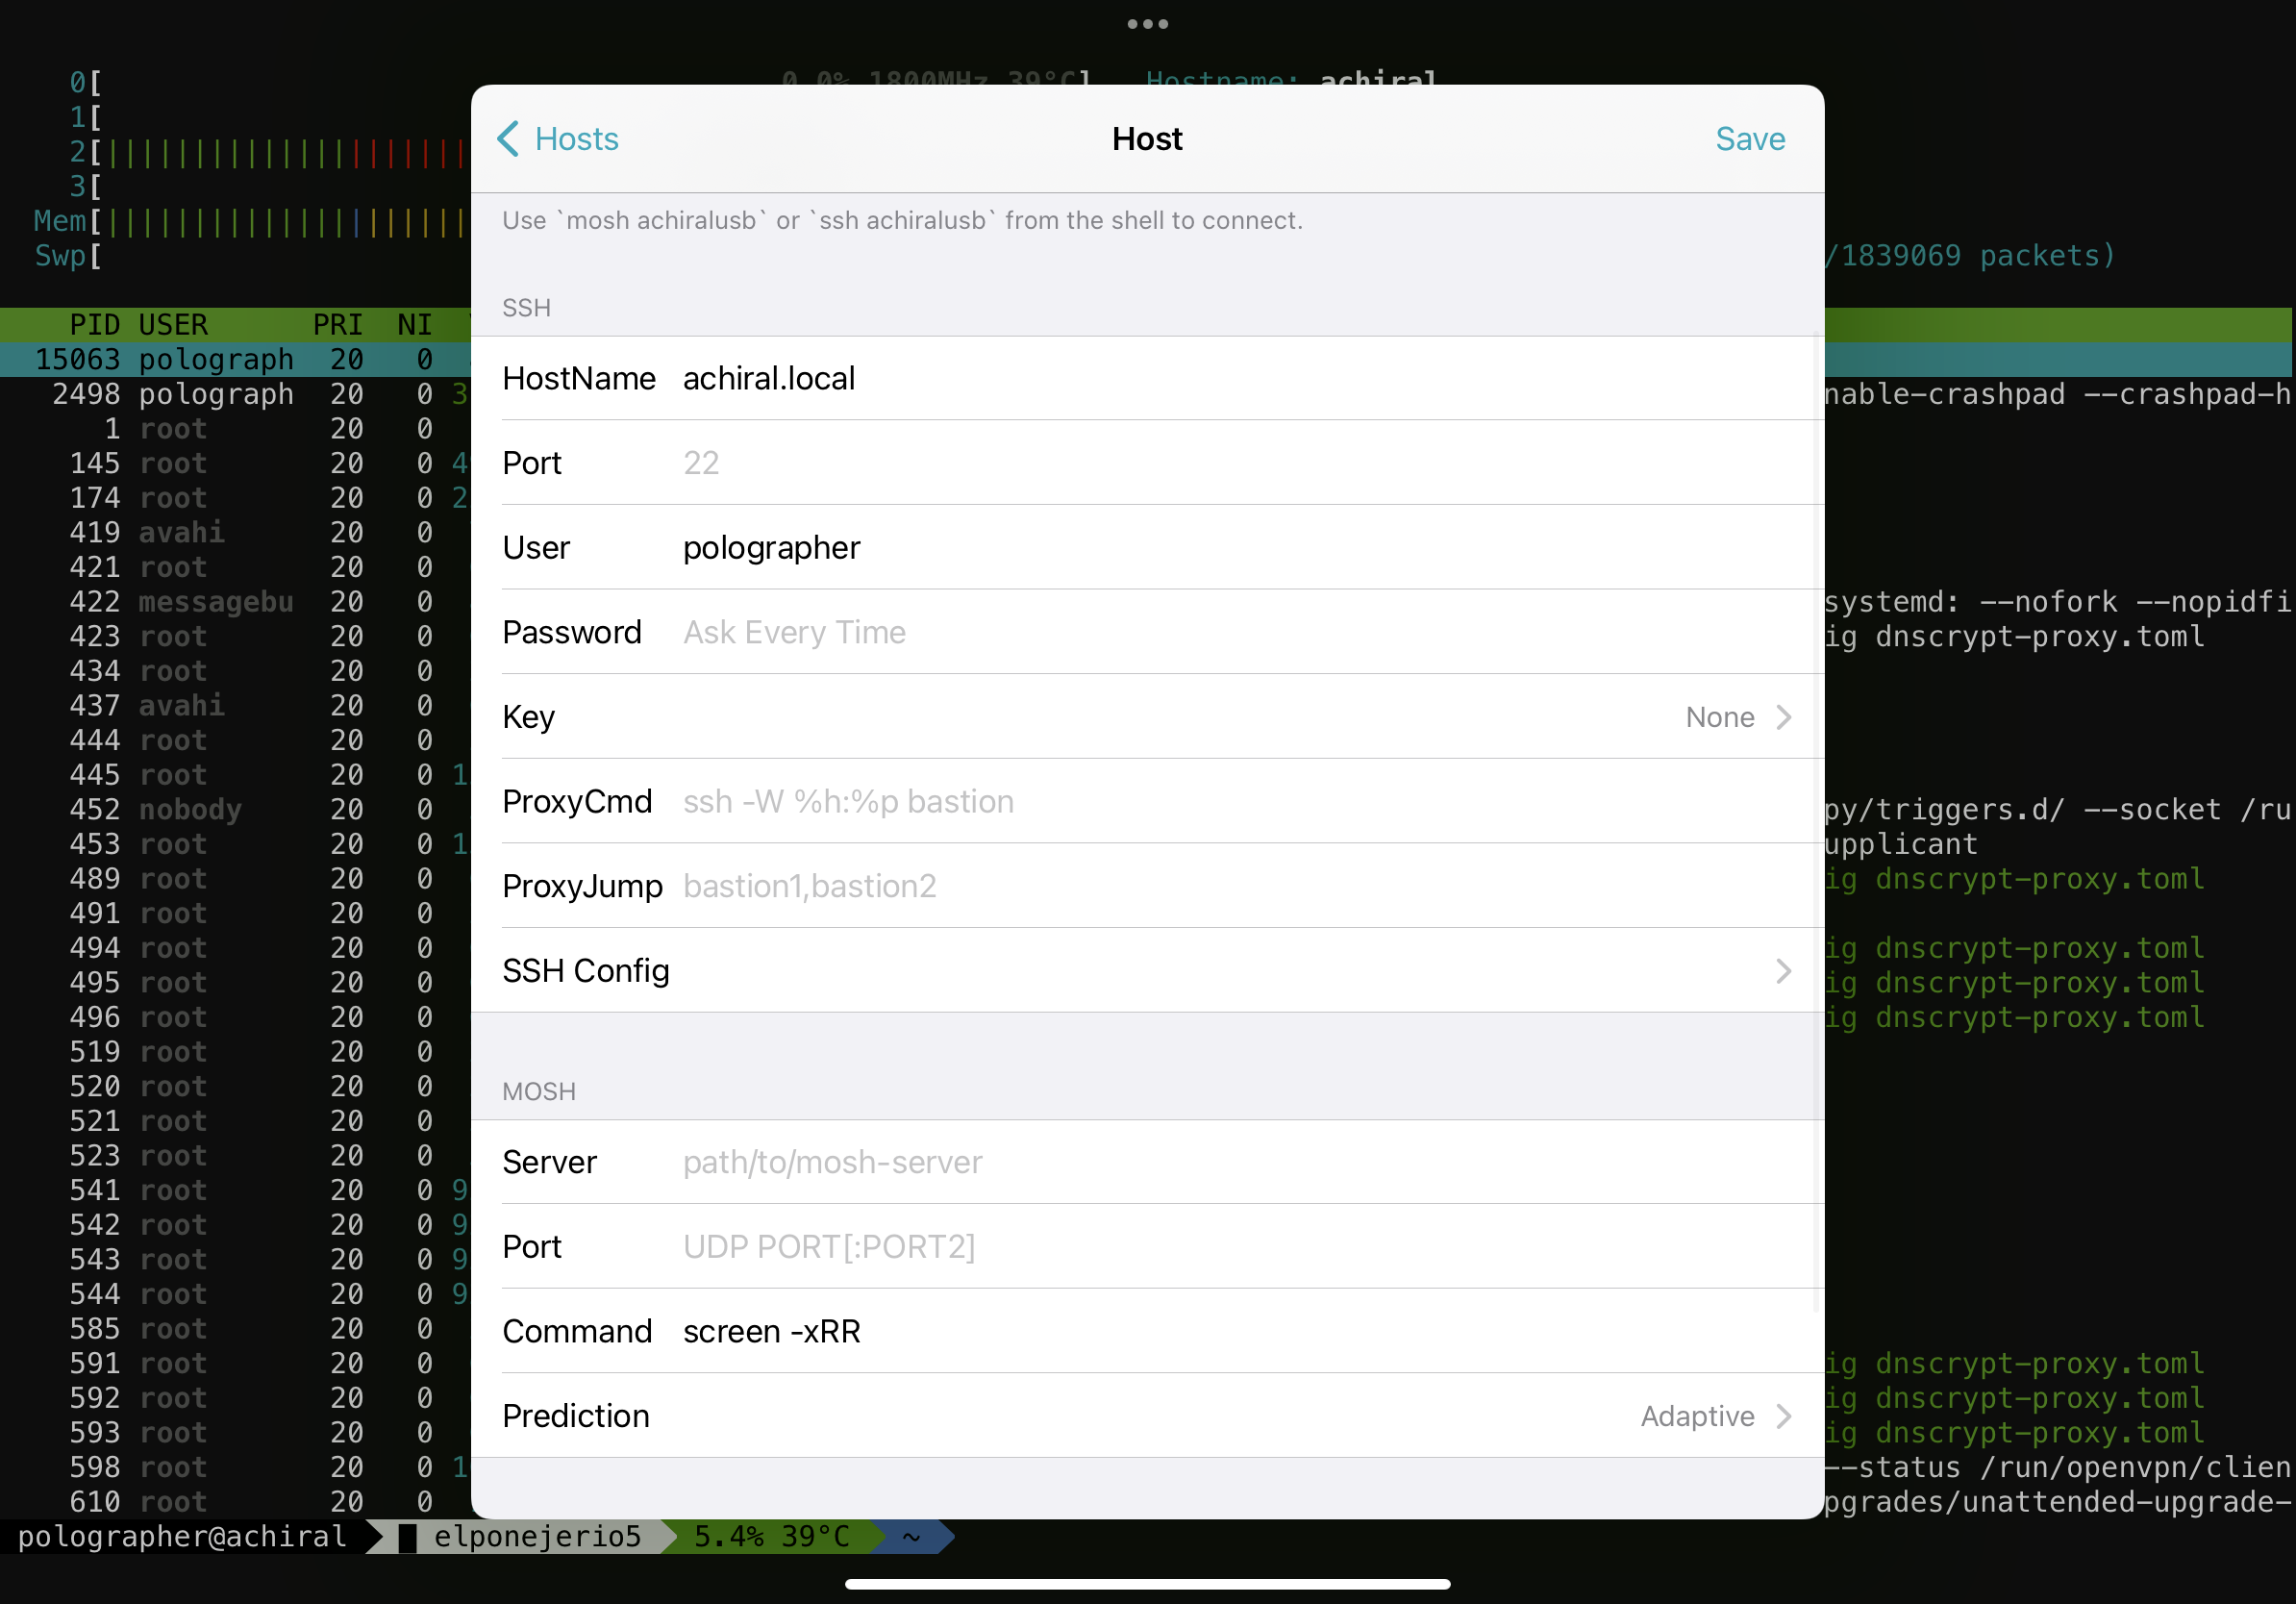 0[ 0.0% 1800MHz 39°C] Hostname: achiral
1[
2[|||||||||||||||||||||
3[
Mem[|||||||||||||||||||||
Swp[ /1839069 packets)
PID USER PRI NI
15063 polograph 20 0
2498 polograph 20 0 3 nable-crashpad --crashpad-h
1 root 20 0
145 root 20 0 4
174 root 20 0 2
419 avahi 20 0
421 root 20 0
422 messagebu 20 0 systemd: --nofork --nopidfi
423 root 20 0 ig dnscrypt-proxy.toml
434 root 20 0
437 avahi 20 0
444 root 20 0
445 root 20 0 1
452 nobody 20 0 py/triggers.d/ --socket /ru
453 root 20 0 1 upplicant
489 root 20 0 ig dnscrypt-proxy.toml
491 root 20 0
494 root 20 0 ig dnscrypt-proxy.toml
495 root 20 0 ig dnscrypt-proxy.toml
496 root 20 0 ig dnscrypt-proxy.toml
519 root 20 0
520 root 20 0
521 root 20 0
523 root 20 0
541 root 20 0 9
542 root 20 0 9
543 root 20 0 9
544 root 20 0 9
585 root 20 0
591 root 20 0 ig dnscrypt-proxy.toml
592 root 20 0 ig dnscrypt-proxy.toml
593 root 20 0 ig dnscrypt-proxy.toml
598 root 20 0 1 --status /run/openvpn/clien
610 root 20 0 pgrades/unattended-upgrade-
polographer@achiral elponejerio5 5.4% 39°C ~
Hosts
Host
Save
Use `mosh achiralusb` or `ssh achiralusb` from the shell to connect.
SSH
HostName achiral.local
Port 22
User polographer
Password Ask Every Time
Key None
ProxyCmd ssh -W %h:%p bastion
ProxyJump bastion1,bastion2
SSH Config
MOSH
Server path/to/mosh-server
Port UDP PORT[:PORT2]
Command screen -xRR
Prediction Adaptive